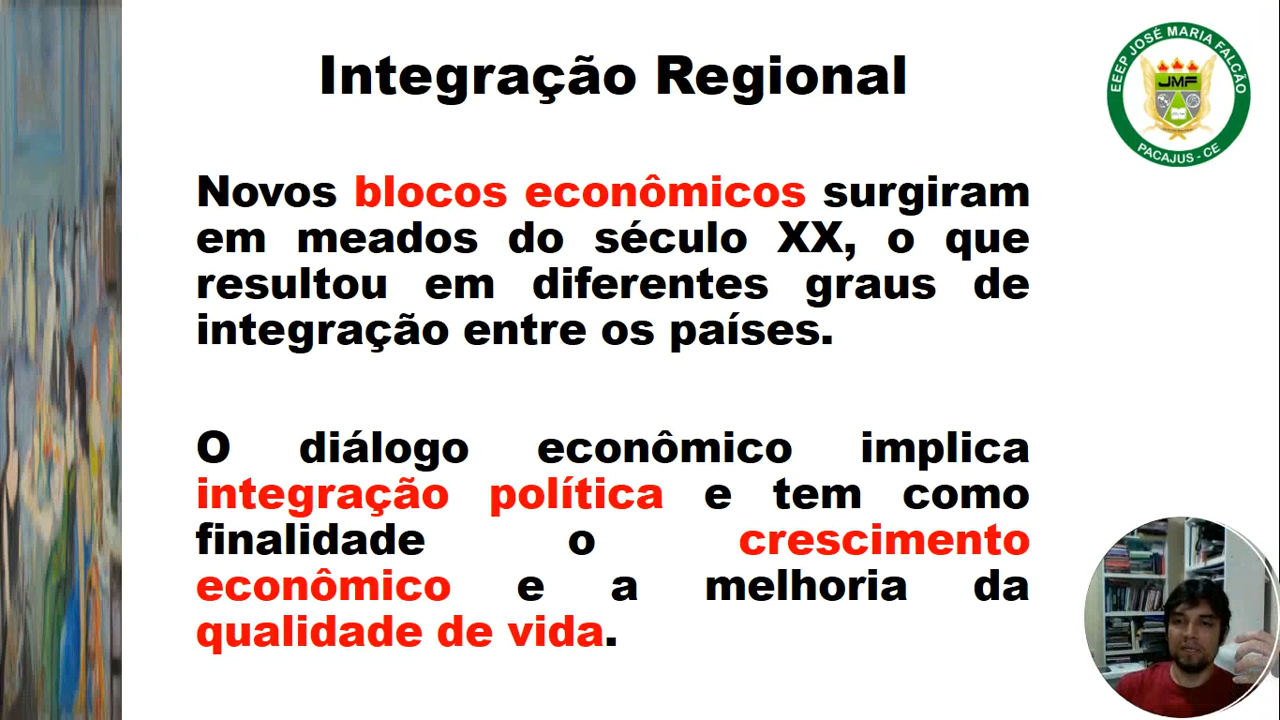 Integração Regional
EEEP JOSÉ MARIA FALCÃO
JMF
PACAJUS - CE
Novos blocos econômicos surgiram
em meados do século XX, o que
resultou em diferentes graus de
integração entre os países.
O diálogo econômico implica
integração política e tem como
finalidade o crescimento
econômico e a melhoria da
qualidade de vida.